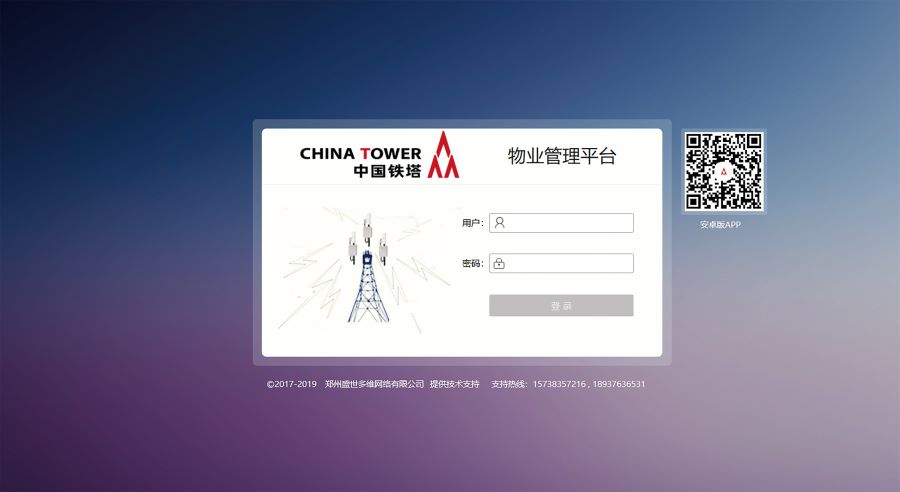 CHINA TOWER
中国铁塔
物业管理平台
用户：
密码：
登录
安卓版APP
©2017-2019 郑州盛世多维网络有限公司 提供技术支持 支持热线：15738357216 , 18937636531